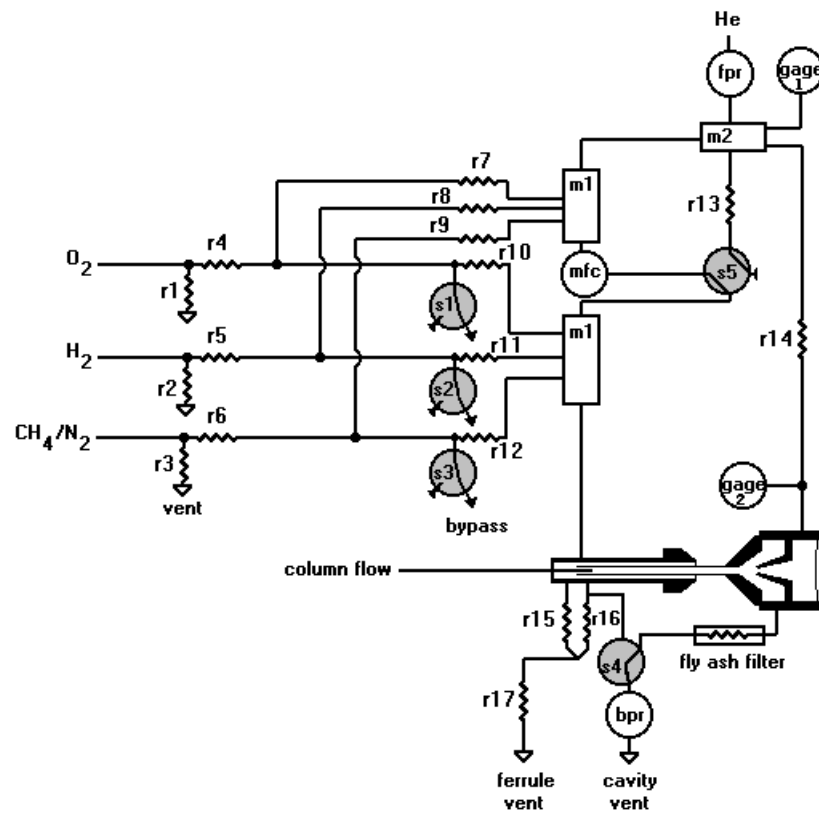 He
fpr
gage
1
m2
r7
m1
r8
r13
r9
r4
r10
O2
mfc
s5
r1
s1
m1
r14
r5
r11
H2
s2
r2
r6
CH4/N2
r12
r3
s3
gage
2
vent
bypass
column flow
r15
r16
s4
fly ash filter
r17
bpr
ferrule
vent
cavity
vent